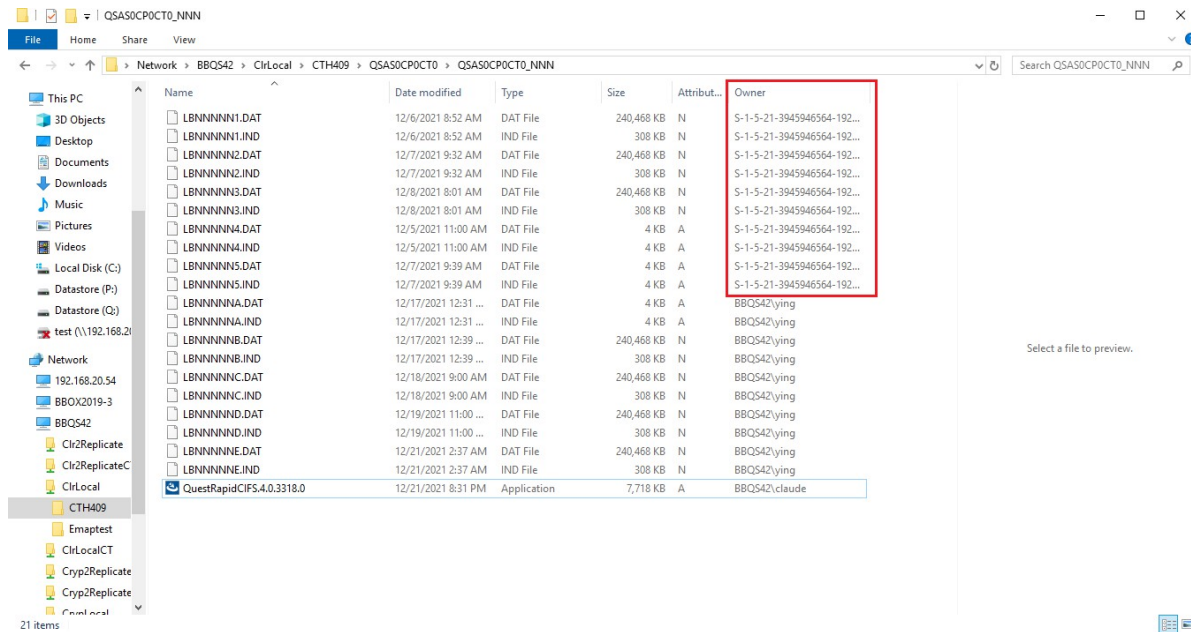 QSAS0CP0CT0_NNN
File Home Share View
Network > BBQS42 > ClrLocal > CTH409 > QSAS0CP0CT0 > QSAS0CP0CT0_NNN
Search QSAS0CP0CT0_NNN
This PC
3D Objects
Desktop
Documents
Downloads
Music
Pictures
Videos
Local Disk (C:)
Datastore (P:)
Datastore (Q:)
test (\\192.168.20
Network
192.168.20.54
BBOX2019-3
BBQS42
Clr2Replicate
Clr2ReplicateC
ClrLocal
CTH409
Emaptest
ClrLocalCT
Cryp2Replicate
Cryp2Replicate
CrypLocal
Name Date modified Type Size Attribut... Owner
LBNNNNN1.DAT 12/6/2021 8:52 AM DAT File 240,468 KB N S-1-5-21-3945946564-192...
LBNNNNN1.IND 12/6/2021 8:52 AM IND File 308 KB N S-1-5-21-3945946564-192...
LBNNNNN2.DAT 12/7/2021 9:32 AM DAT File 240,468 KB N S-1-5-21-3945946564-192...
LBNNNNN2.IND 12/7/2021 9:32 AM IND File 308 KB N S-1-5-21-3945946564-192...
LBNNNNN3.DAT 12/8/2021 8:01 AM DAT File 240,468 KB N S-1-5-21-3945946564-192...
LBNNNNN3.IND 12/8/2021 8:01 AM IND File 308 KB N S-1-5-21-3945946564-192...
LBNNNNN4.DAT 12/5/2021 11:00 AM DAT File 4 KB A S-1-5-21-3945946564-192...
LBNNNNN4.IND 12/5/2021 11:00 AM IND File 4 KB A S-1-5-21-3945946564-192...
LBNNNNN5.DAT 12/7/2021 9:39 AM DAT File 4 KB A S-1-5-21-3945946564-192...
LBNNNNN5.IND 12/7/2021 9:39 AM IND File 4 KB A S-1-5-21-3945946564-192...
LBNNNNNA.DAT 12/17/2021 12:31 ... DAT File 4 KB A BBQS42\ying
LBNNNNNA.IND 12/17/2021 12:31 ... IND File 4 KB A BBQS42\ying
LBNNNNNB.DAT 12/17/2021 12:39 ... DAT File 240,468 KB N BBQS42\ying
LBNNNNNB.IND 12/17/2021 12:39 ... IND File 308 KB N BBQS42\ying
LBNNNNNC.DAT 12/18/2021 9:00 AM DAT File 240,468 KB N BBQS42\ying
LBNNNNNC.IND 12/18/2021 9:00 AM IND File 308 KB N BBQS42\ying
LBNNNNND.DAT 12/19/2021 11:00 ... DAT File 240,468 KB N BBQS42\ying
LBNNNNND.IND 12/19/2021 11:00 ... IND File 308 KB N BBQS42\ying
LBNNNNNE.DAT 12/21/2021 2:37 AM DAT File 240,468 KB N BBQS42\ying
LBNNNNNE.IND 12/21/2021 2:37 AM IND File 308 KB N BBQS42\ying
QuestRapidCIFS.4.0.3318.0 12/21/2021 8:31 PM Application 7,718 KB A BBQS42\claude
Select a file to preview.
21 items